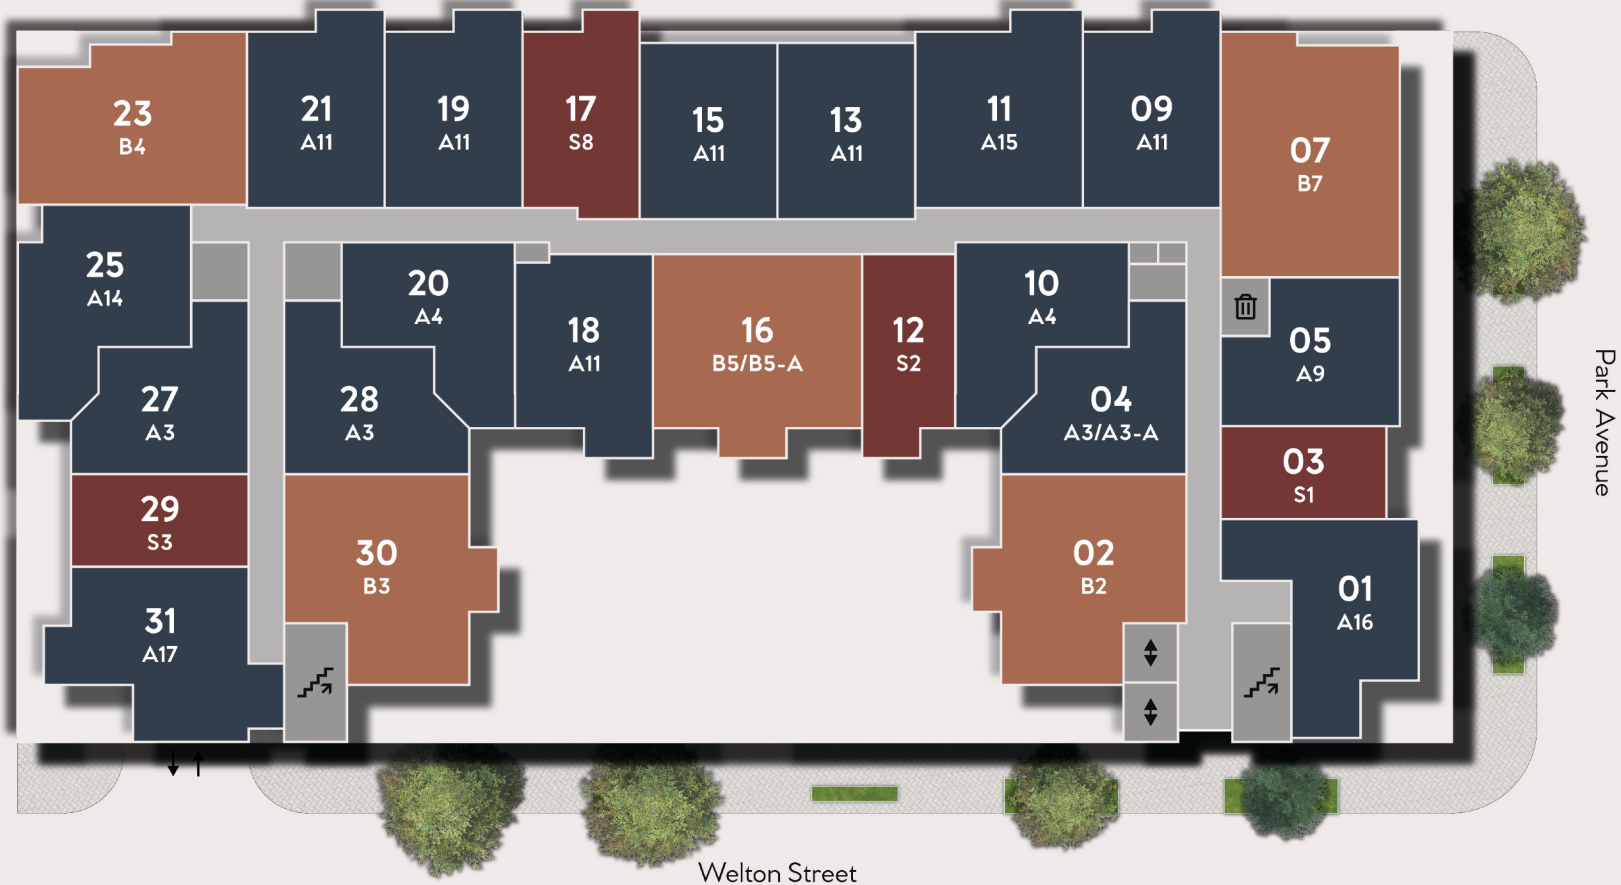 23
B4
21
A11
19
A11
17
S8
15
A11
13
A11
11
A15
09
A11
07
B7
25
A14
20
A4
18
A11
16
B5/B5-A
12
S2
10
A4
05
A9
27
A3
28
A3
04
A3/A3-A
03
S1
29
S3
30
B3
02
B2
01
A16
31
A17
Park Avenue
Welton Street